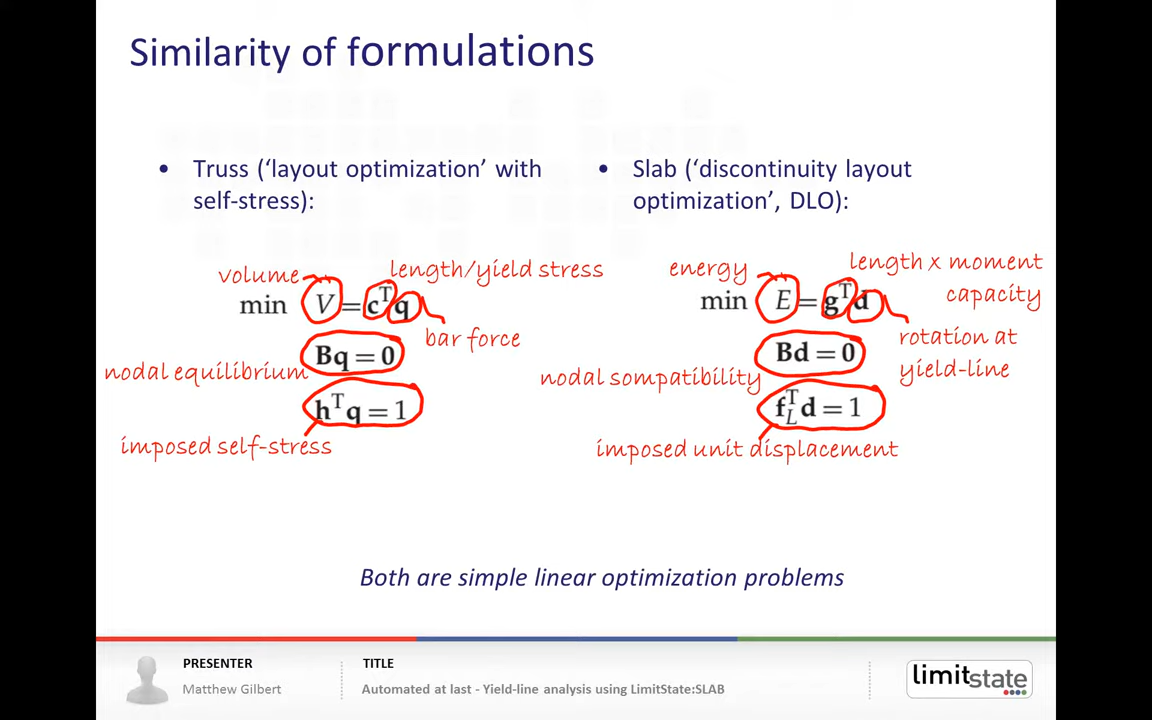 Similarity of formulations
• Truss (‘layout optimization’ with
self-stress):
volume
length/yield stress
min V = cᵀq
bar force
Bq = 0
nodal equilibrium
hᵀq = 1
imposed self-stress
• Slab (‘discontinuity layout
optimization’, DLO):
energy
length x moment
capacity
min E = gᵀd
rotation at
yield-line
Bd = 0
nodal sompatibility
f_Lᵀd = 1
imposed unit displacement
Both are simple linear optimization problems
PRESENTER
Matthew Gilbert
TITLE
Automated at last - Yield-line analysis using LimitState:SLAB
limitstate